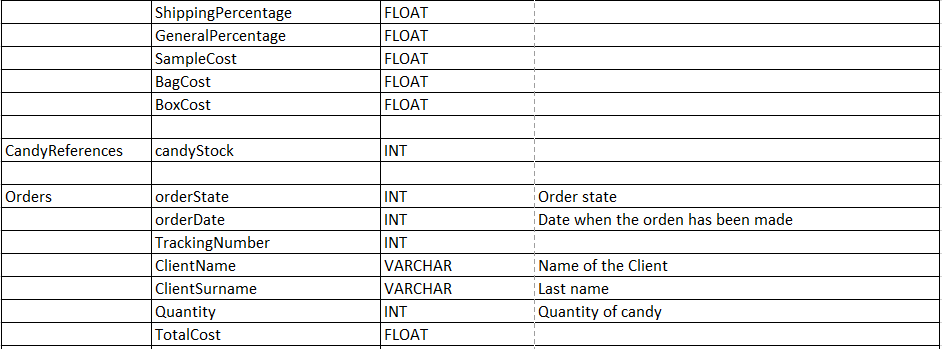 ShippingPercentage FLOAT
GeneralPercentage FLOAT
SampleCost FLOAT
BagCost FLOAT
BoxCost FLOAT
CandyReferences candyStock INT
Orders orderState INT Order state
orderDate INT Date when the orden has been made
TrackingNumber INT
ClientName VARCHAR Name of the Client
ClientSurname VARCHAR Last name
Quantity INT Quantity of candy
TotalCost FLOAT